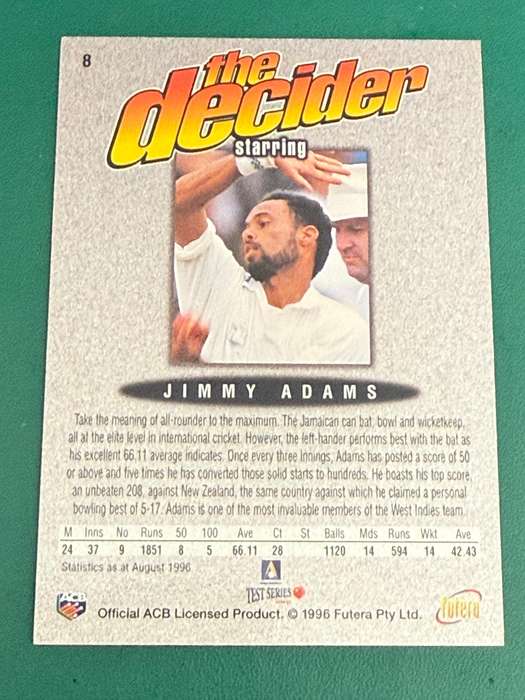 8
the
decider
starring
JIMMY ADAMS
Take the meaning of all-rounder to the maximum. The Jamaican can bat, bowl and wicketkeep,
all at the elite level in international cricket. However, the left-hander performs best with the bat as
his excellent 66.11 average indicates. Once every three innings, Adams has posted a score of 50
or above and five times he has converted those solid starts to hundreds. He boasts his top score,
an unbeaten 208, against New Zealand, the same country against which he claimed a personal
bowling best of 5-17. Adams is one of the most invaluable members of the West Indies team.
M Inns No Runs 50 100 Ave Ct St Balls Mds Runs Wkt Ave
24 37 9 1851 8 5 66.11 28 1120 14 594 14 42.43
Statistics as at August 1996
TEST SERIES
ACB
Official ACB Licensed Product. © 1996 Futera Pty Ltd.
futera